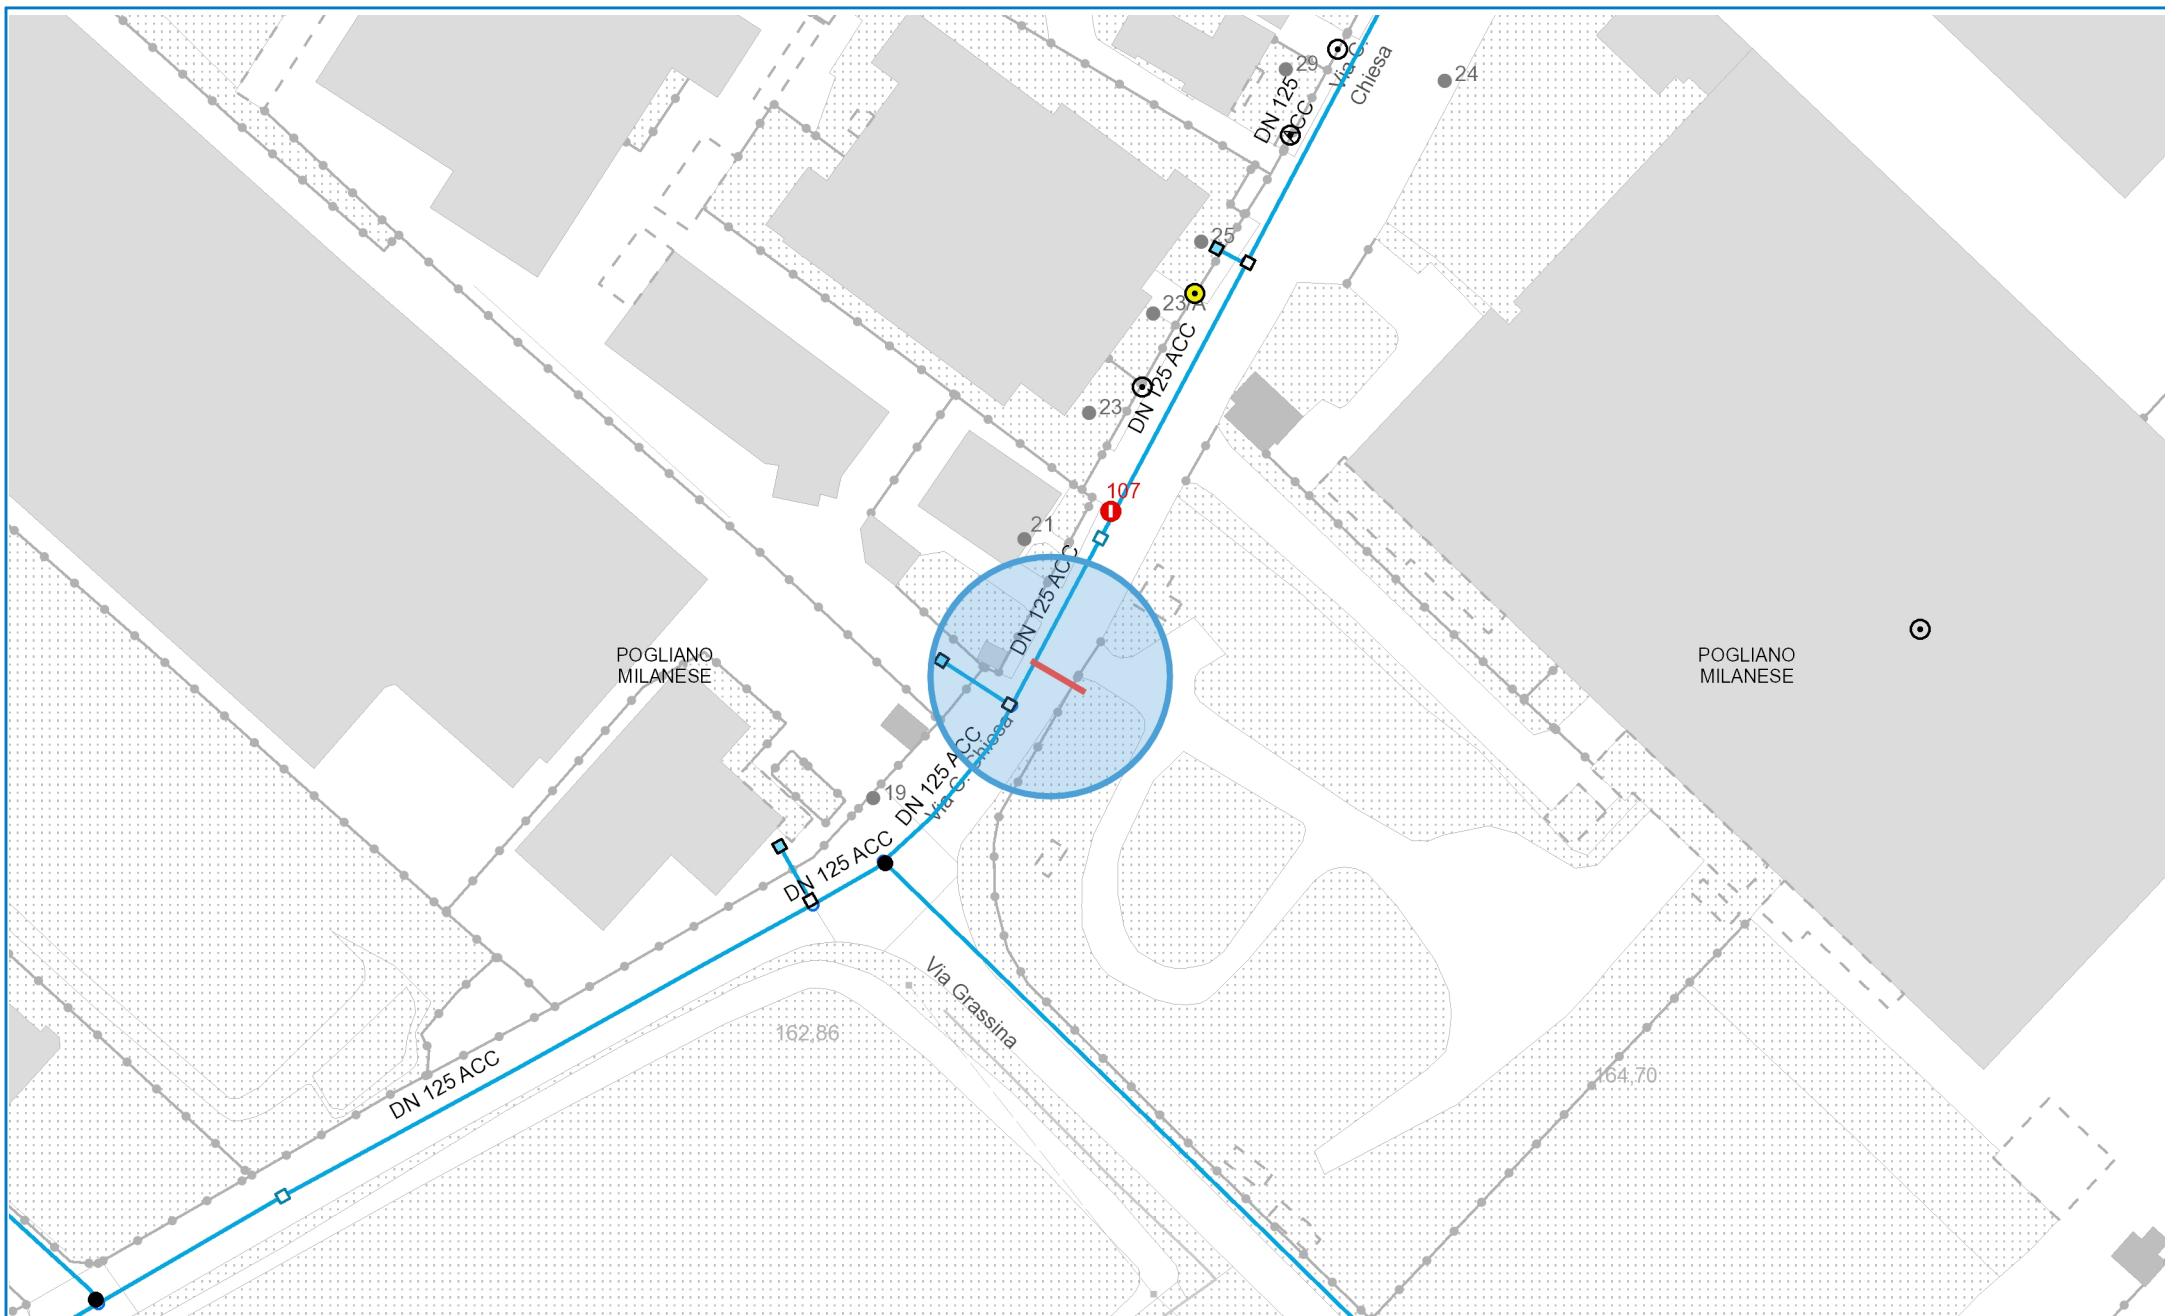 Via G.
Chiesa
29
24
DN 125
ACC
25
23/A
DN 125 ACC
23
107
21
DN 125 ACC
POGLIANO
MILANESE
POGLIANO
MILANESE
DN 125 ACC
Via G. Chiesa
19
DN 125 ACC
Via Grassina
162,86
DN 125 ACC
164,70